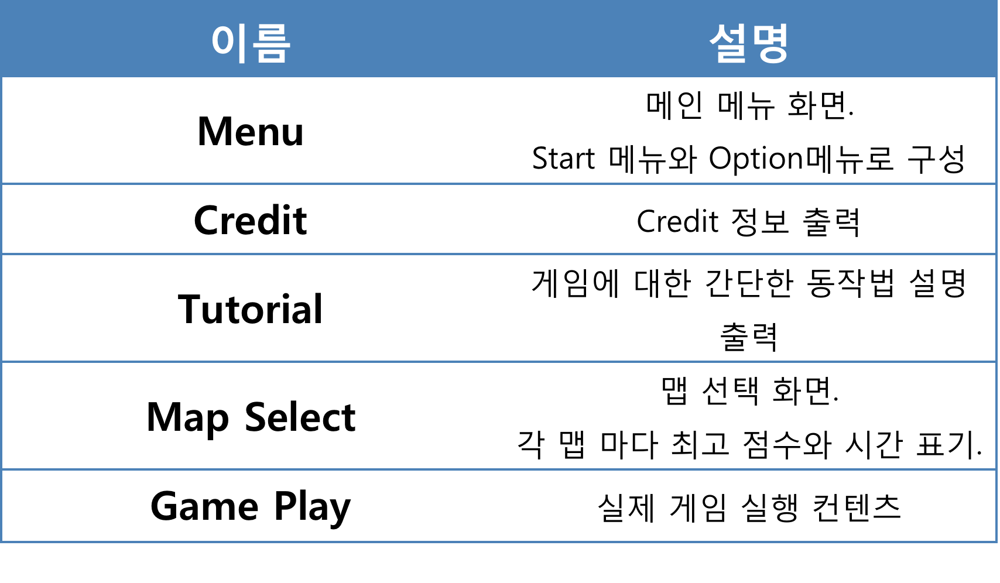 이름 설명
Menu
메인 메뉴 화면.
Start 메뉴와 Option메뉴로 구성
Credit
Credit 정보 출력
Tutorial
게임에 대한 간단한 동작법 설명
출력
Map Select
맵 선택 화면.
각 맵 마다 최고 점수와 시간 표기.
Game Play
실제 게임 실행 컨텐츠